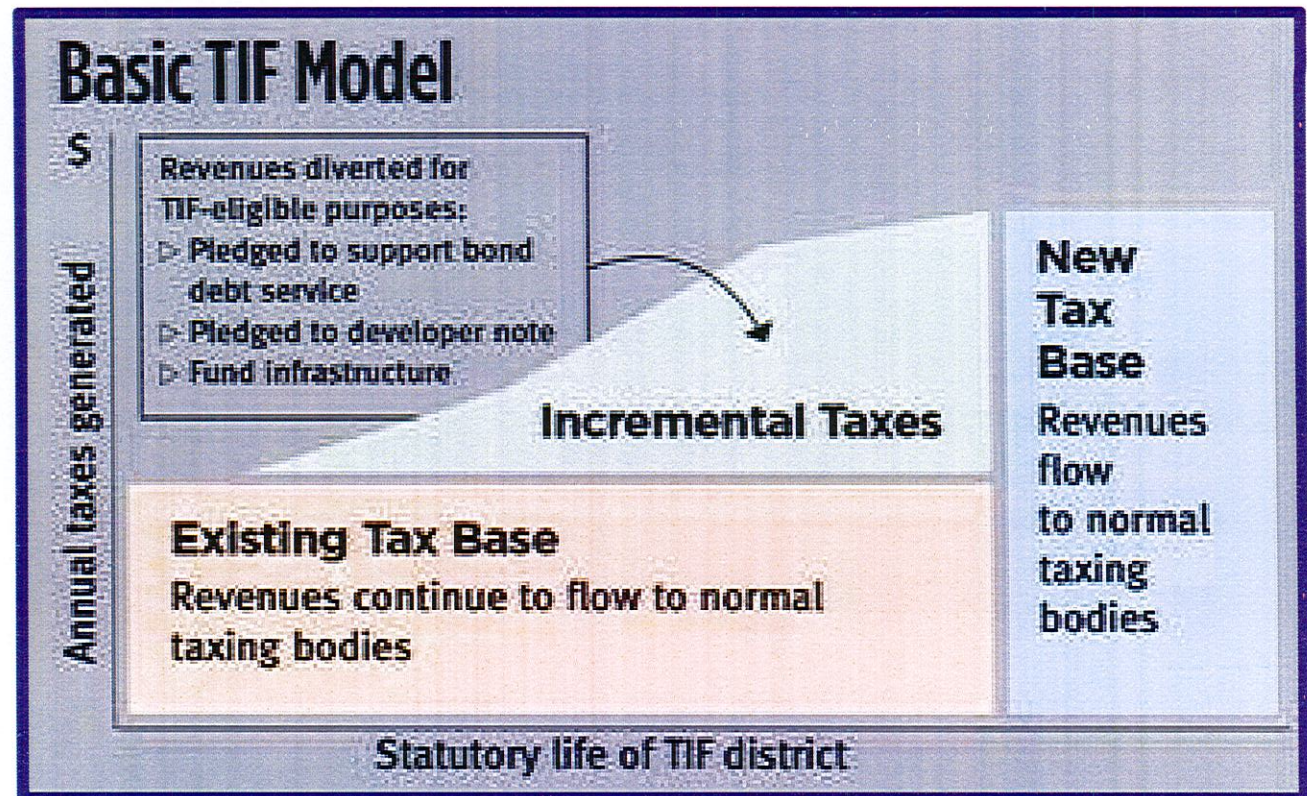 Basic TIF Model
$
Annual taxes generated
Revenues diverted for
TIF-eligible purposes:
▷ Pledged to support bond
debt service
▷ Pledged to developer note
▷ Fund infrastructure
Incremental Taxes
Existing Tax Base
Revenues continue to flow to normal
taxing bodies
New
Tax
Base
Revenues
flow
to normal
taxing
bodies
Statutory life of TIF district